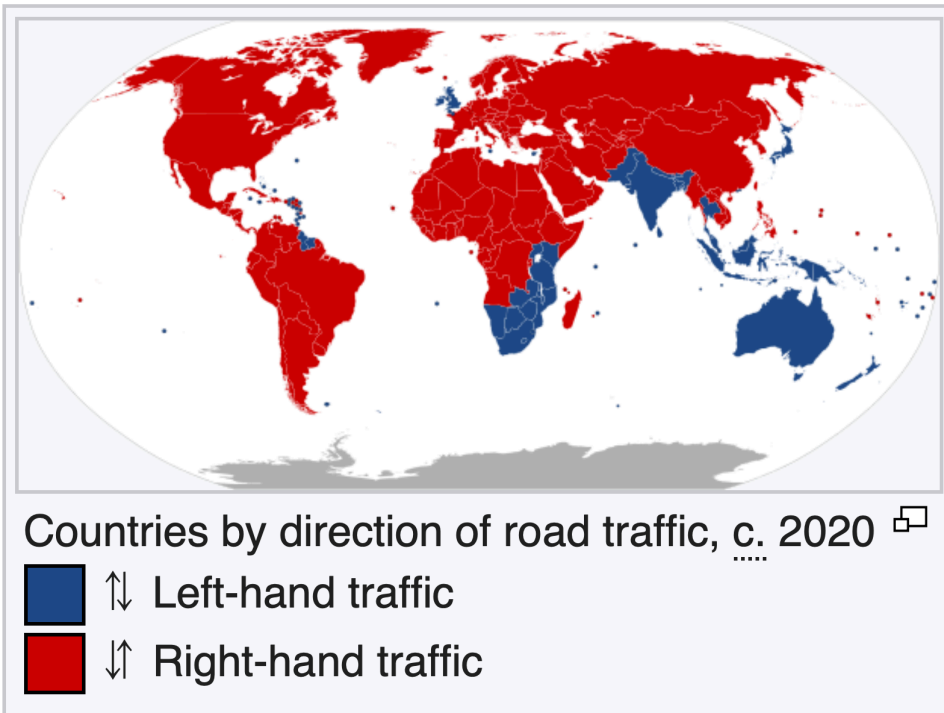 Countries by direction of road traffic, c. 2020
⇅ Left-hand traffic
⇵ Right-hand traffic